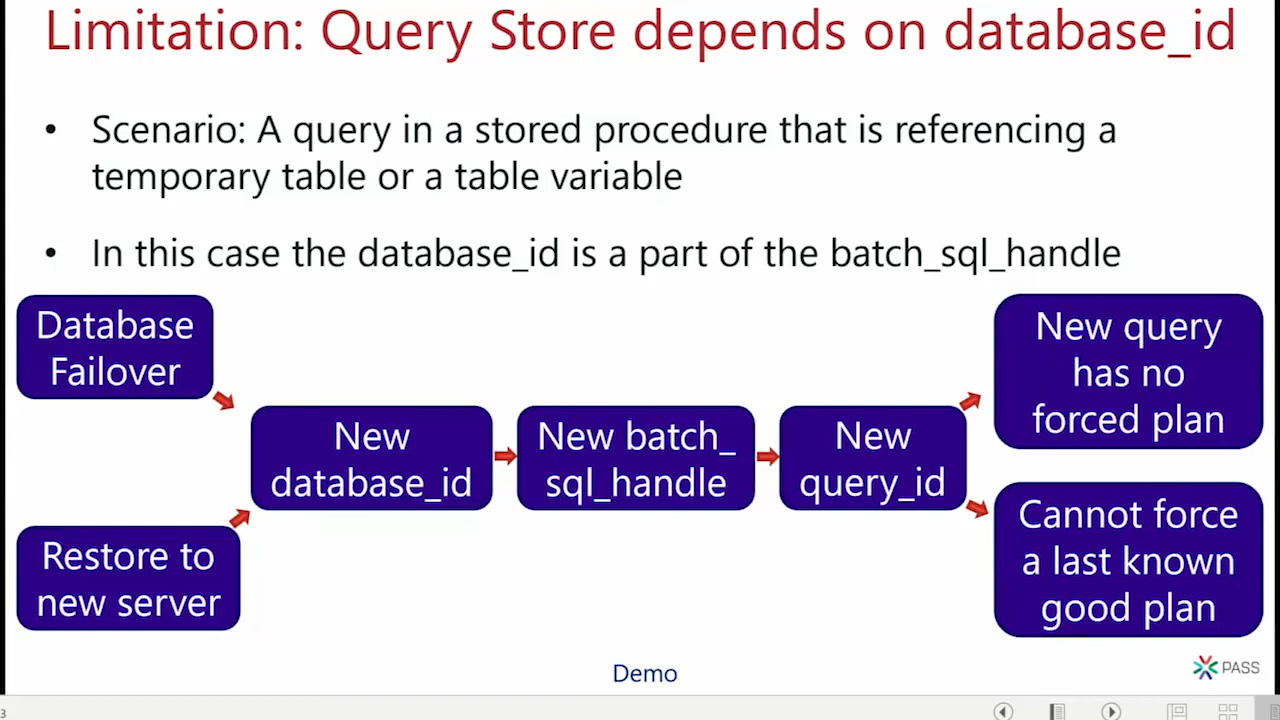 Limitation: Query Store depends on database_id
• Scenario: A query in a stored procedure that is referencing a
temporary table or a table variable
• In this case the database_id is a part of the batch_sql_handle
Database
Failover
Restore to
new server
New
database_id
New batch_
sql_handle
New
query_id
New query
has no
forced plan
Cannot force
a last known
good plan
Demo
PASS
3